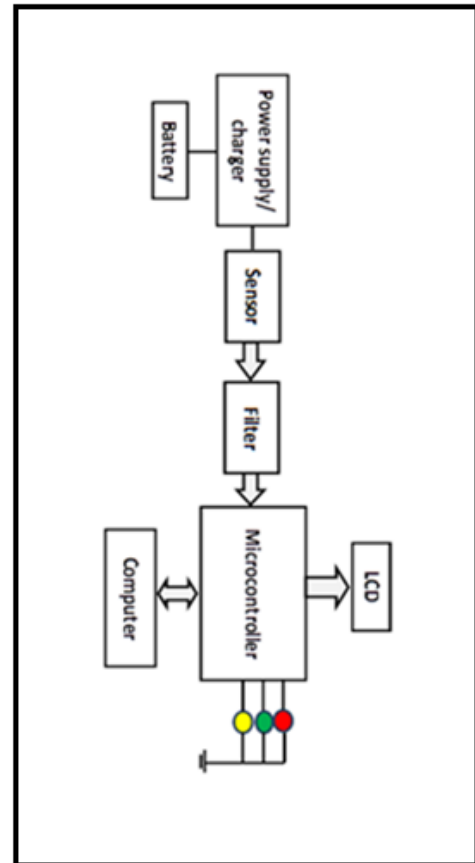 Power supply/
charger
Battery
Sensor
Filter
Microcontroller
LCD
Computer